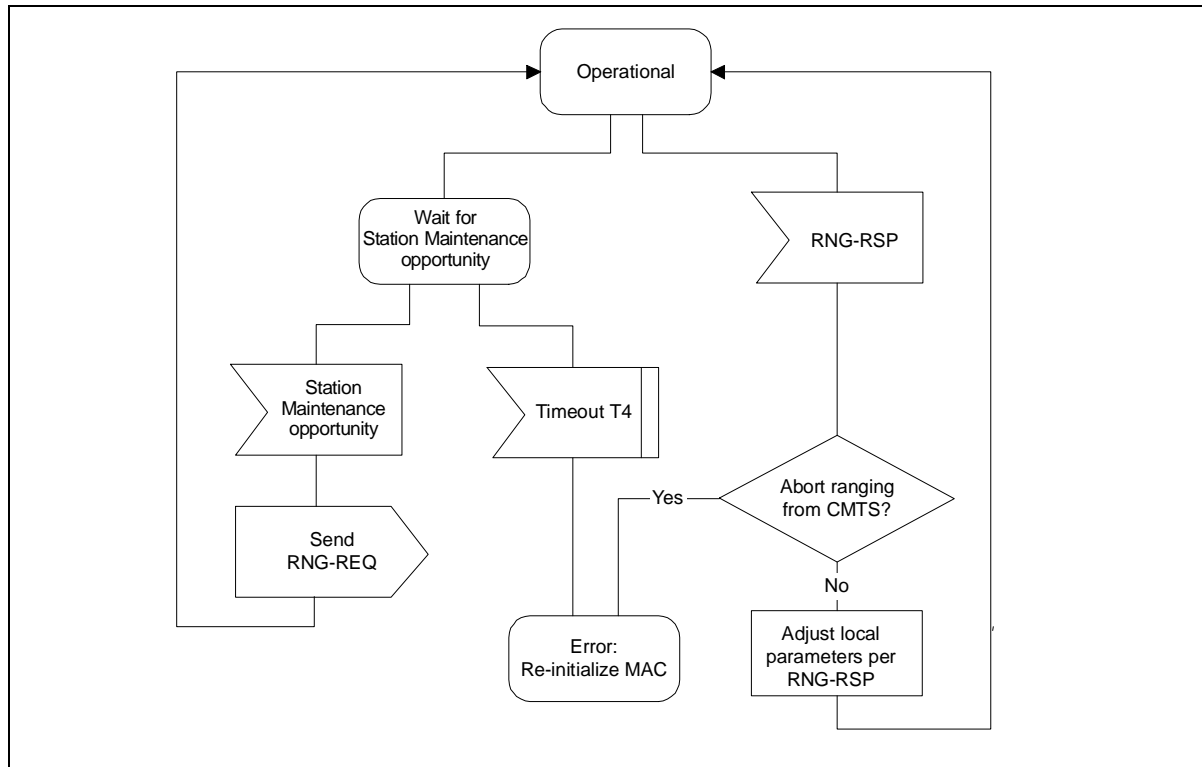 Operational
Wait for
Station Maintenance
opportunity
RNG-RSP
Station
Maintenance
opportunity
Timeout T4
Send
RNG-REQ
Abort ranging
from CMTS?
Yes
No
Error:
Re-initialize MAC
Adjust local
parameters per
RNG-RSP